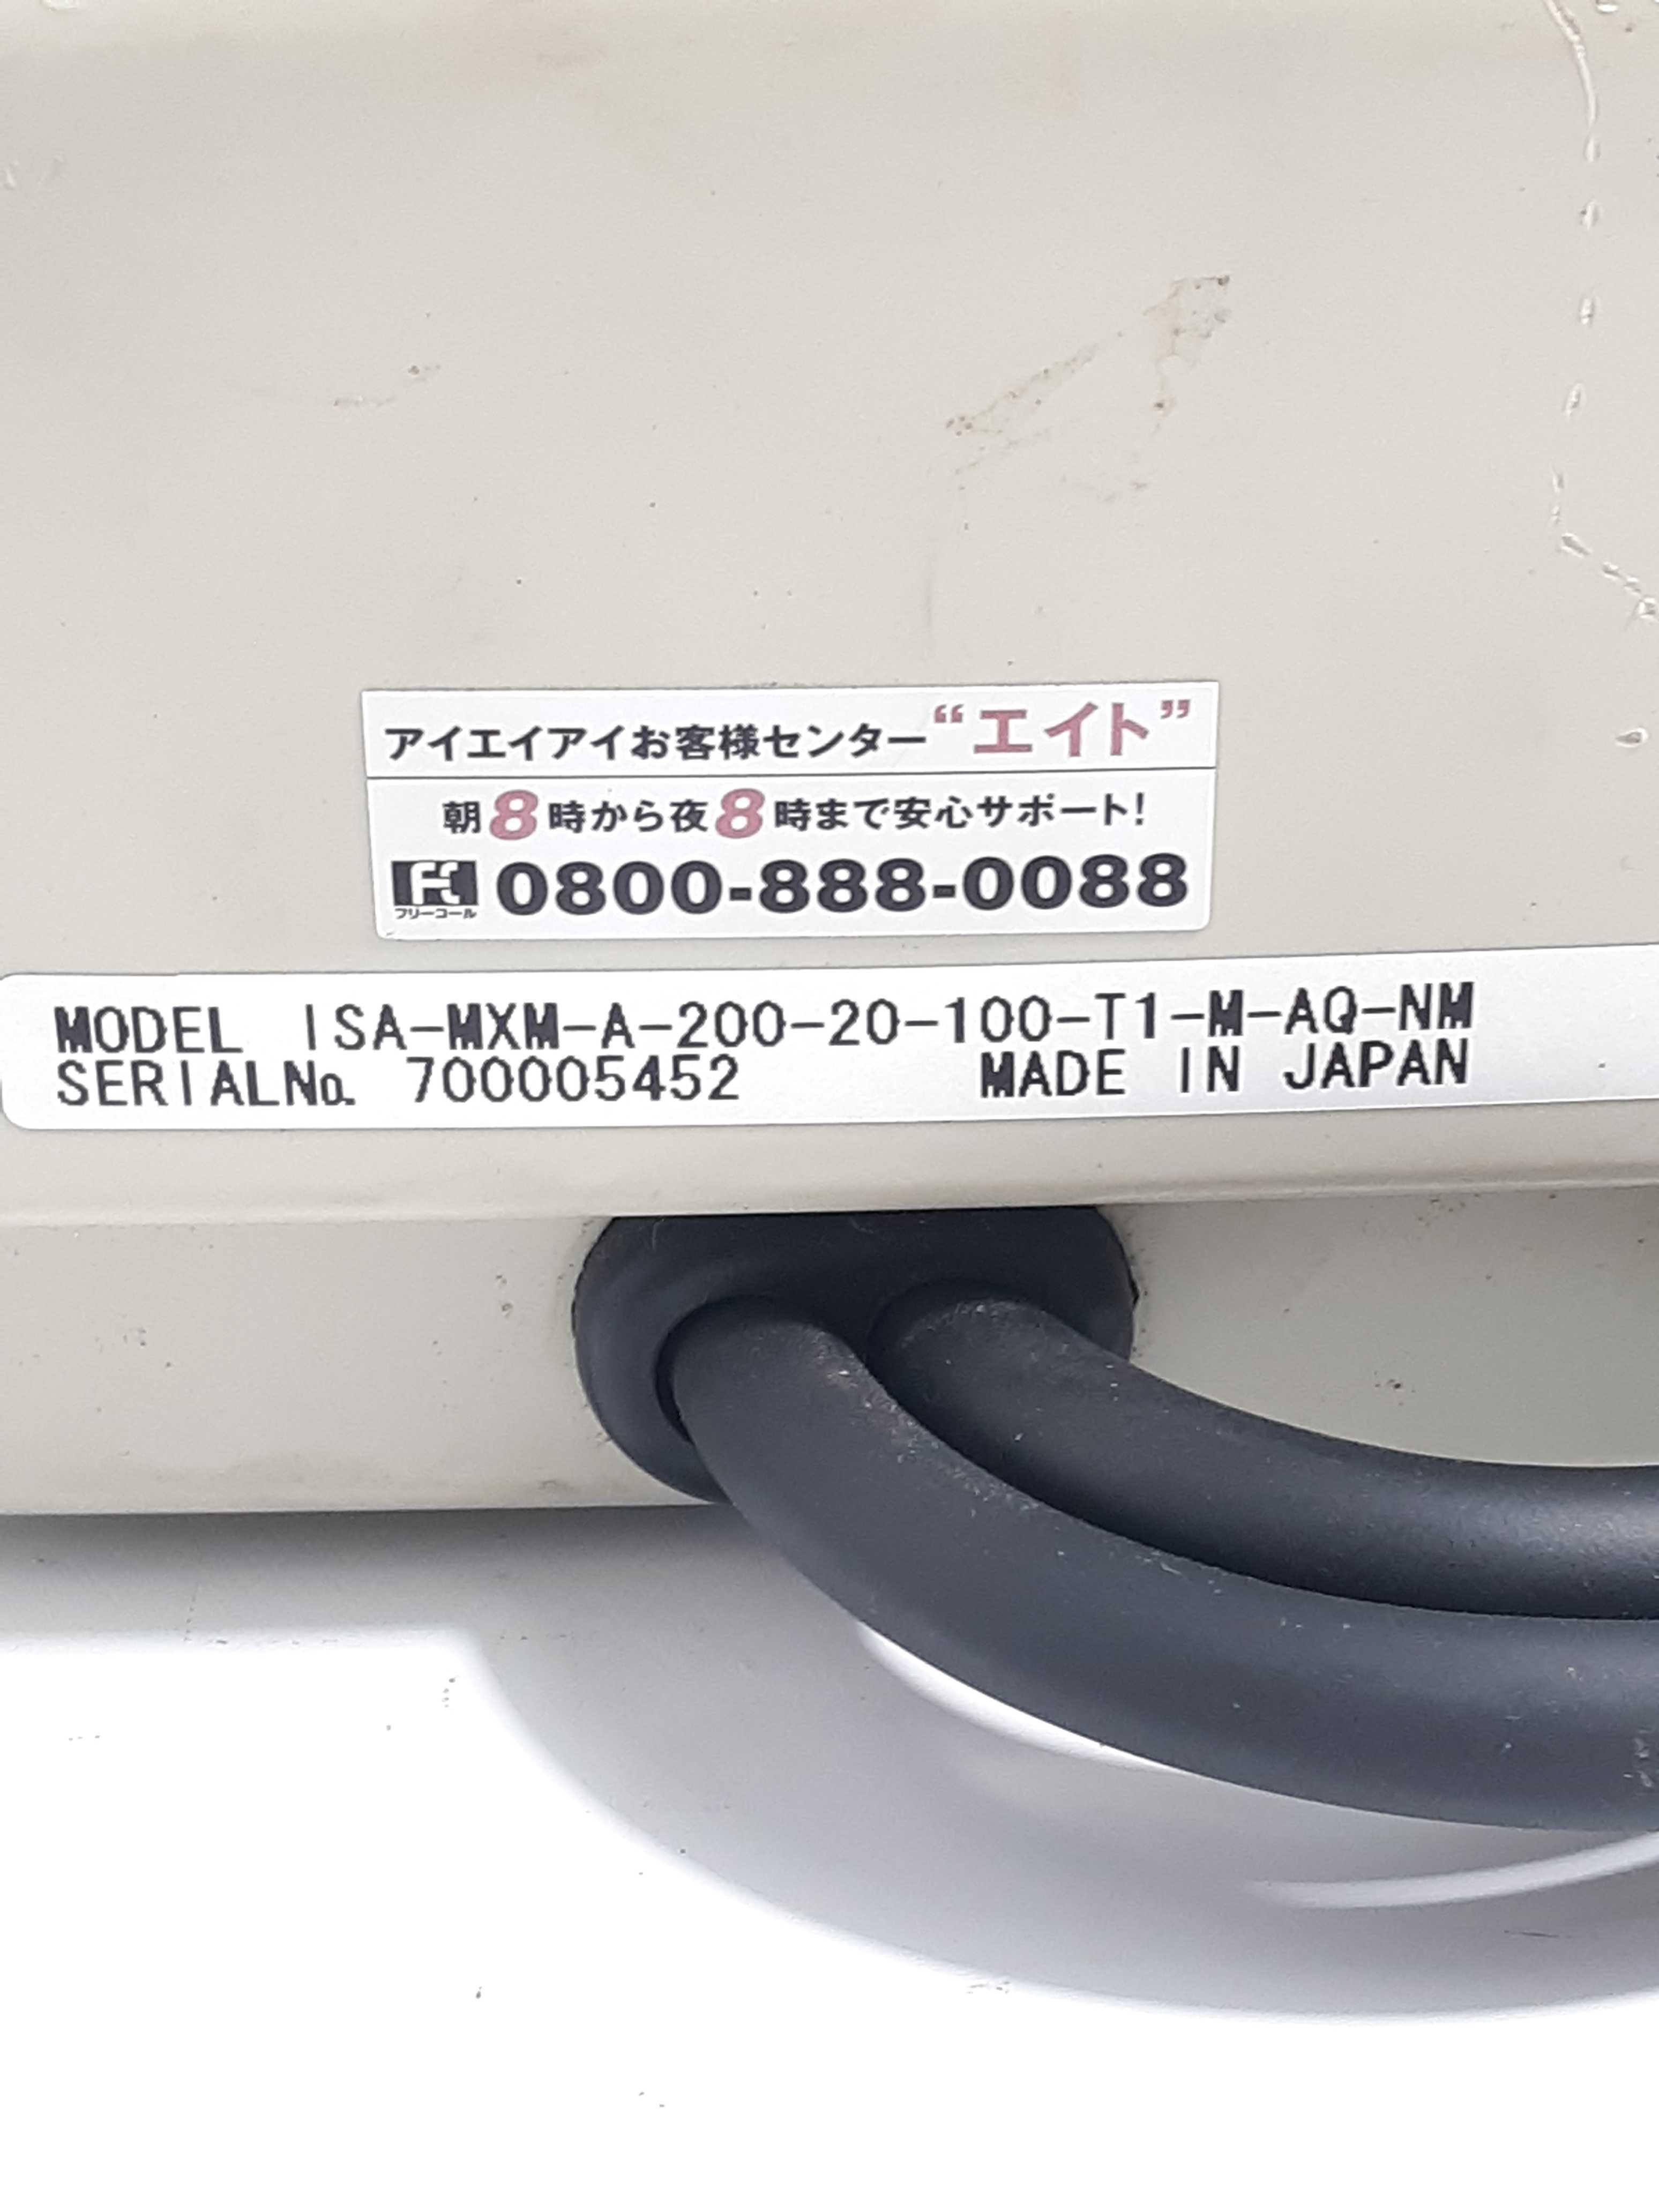 アイエイアイお客様センター“エイト”
朝8時から夜8時まで安心サポート!
フリーコール 0800-888-0088
MODEL ISA-MXM-A-200-20-100-T1-M-AQ-NM
SERIAL№ 700005452 MADE IN JAPAN